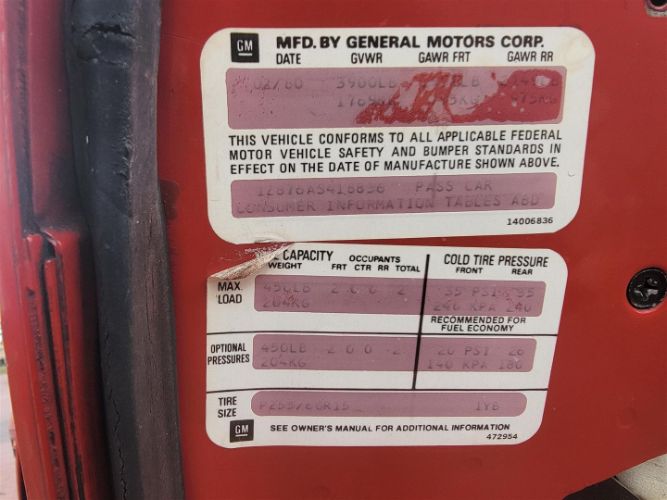 GM MFD. BY GENERAL MOTORS CORP.
DATE GVWR GAWR FRT GAWR RR
02/80 3900LB
THIS VEHICLE CONFORMS TO ALL APPLICABLE FEDERAL
MOTOR VEHICLE SAFETY AND BUMPER STANDARDS IN
EFFECT ON THE DATE OF MANUFACTURE SHOWN ABOVE.
1Z876AS416836 PASS CAR
CONSUMER INFORMATION TABLES ABD
14006836
CAPACITY OCCUPANTS COLD TIRE PRESSURE
WEIGHT FRT CTR RR TOTAL FRONT REAR
MAX. LOAD 450LB 2 0 0 2 35 PSI 35
204KG 240 KPA 240
RECOMMENDED FOR
FUEL ECONOMY
OPTIONAL PRESSURES 450LB 2 0 0 2 20 PSI 26
204KG 140 KPA 180
TIRE SIZE P255/60R15 1YB
GM SEE OWNER'S MANUAL FOR ADDITIONAL INFORMATION
472954